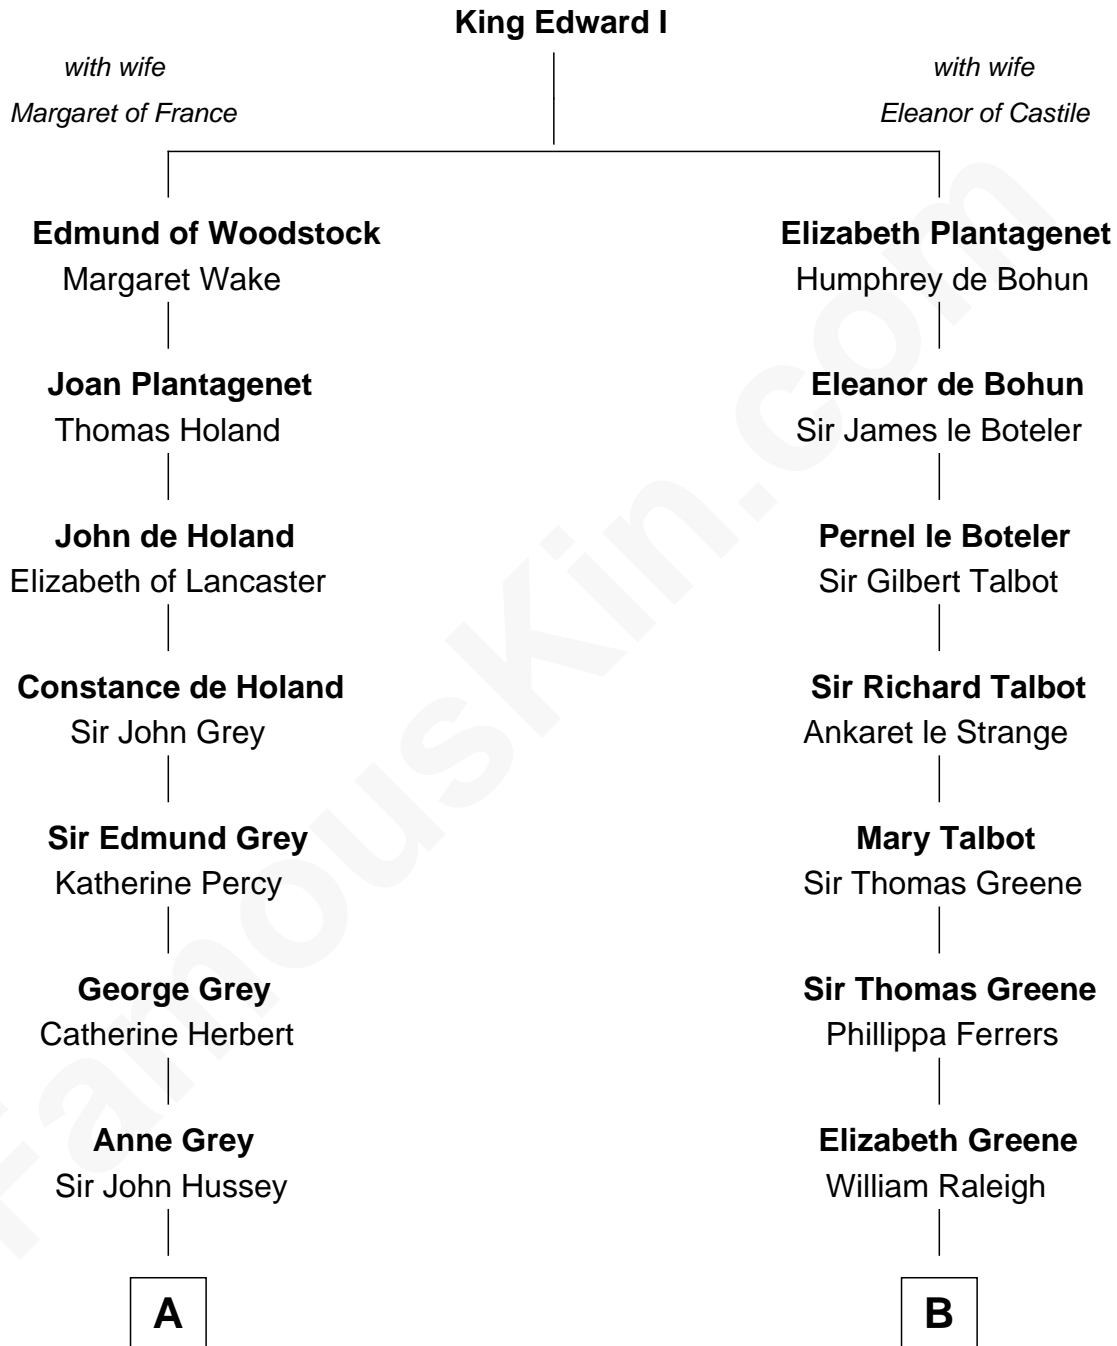 King Edward I
with wife
Margaret of France
with wife
Eleanor of Castile
Edmund of Woodstock
Margaret Wake
Elizabeth Plantagenet
Humphrey de Bohun
Joan Plantagenet
Thomas Holand
Eleanor de Bohun
Sir James le Boteler
John de Holand
Elizabeth of Lancaster
Pernel le Boteler
Sir Gilbert Talbot
Constance de Holand
Sir John Grey
Sir Richard Talbot
Ankaret le Strange
Sir Edmund Grey
Katherine Percy
Mary Talbot
Sir Thomas Greene
George Grey
Catherine Herbert
Sir Thomas Greene
Phillippa Ferrers
Anne Grey
Sir John Hussey
Elizabeth Greene
William Raleigh
A
B
FamousKin.com